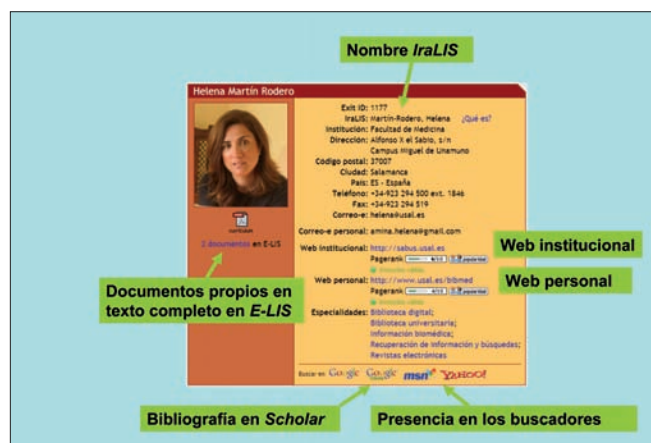 Nombre IraLIS
Helena Martín Rodero
Exit ID: 1177
IraLIS: Martín-Rodero, Helena ¿Qué es?
Institución: Facultad de Medicina
Dirección: Alfonso X el Sabio, s/n
Campus Miguel de Unamuno
Código postal: 37007
Ciudad: Salamanca
País: ES - España
Teléfono: +34-923 294 500 ext. 1846
Fax: +34-923 294 519
Correo-e: helena@usal.es
curriculum
2 documentos en E-LIS
Correo-e personal: amina.helena@gmail.com
Web institucional: http://sabus.usal.es
Pagerank
Web institucional
Web personal: http://www.usal.es/bibmed
Pagerank
Web personal
Documentos propios en
texto completo en E-LIS
Especialidades: Biblioteca digital;
Biblioteca universitaria;
Información biomédica;
Recuperación de información y búsquedas;
Revistas electrónicas
Buscar en Google Google msn YAHOO!
Bibliografía en Scholar
Presencia en los buscadores